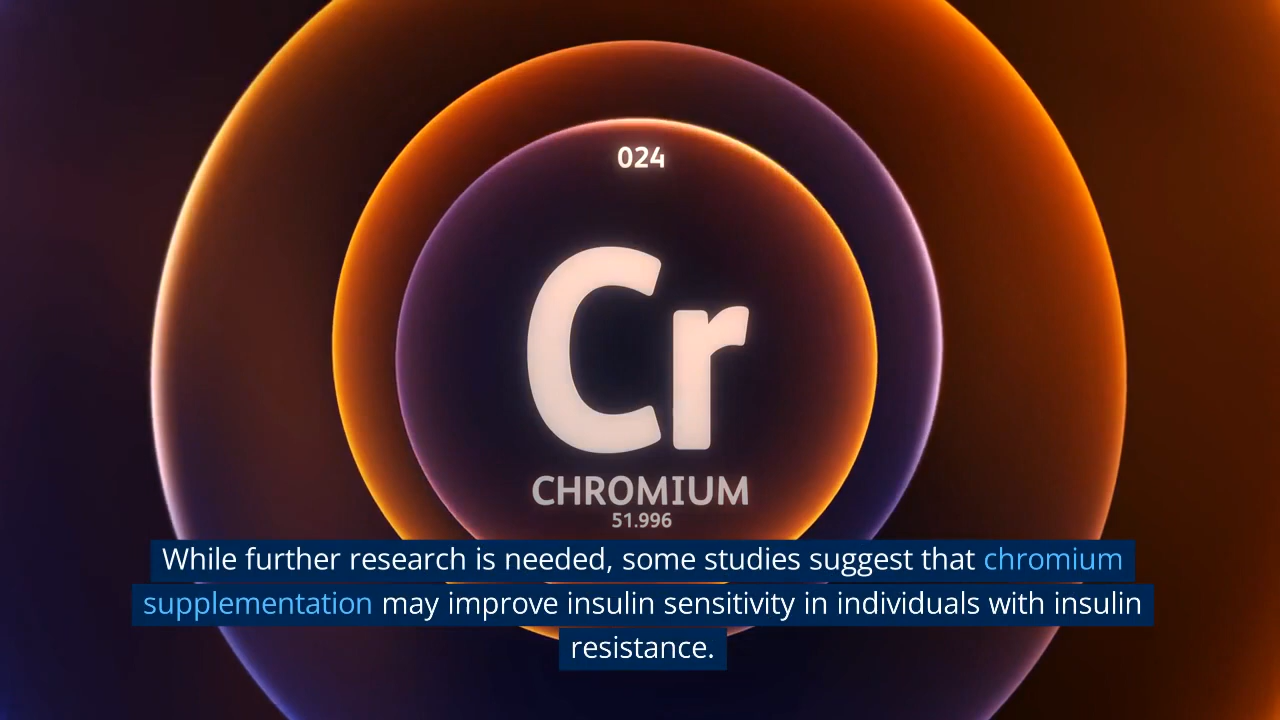 024
Cr
CHROMIUM
51.996
While further research is needed, some studies suggest that chromium
supplementation may improve insulin sensitivity in individuals with insulin
resistance.